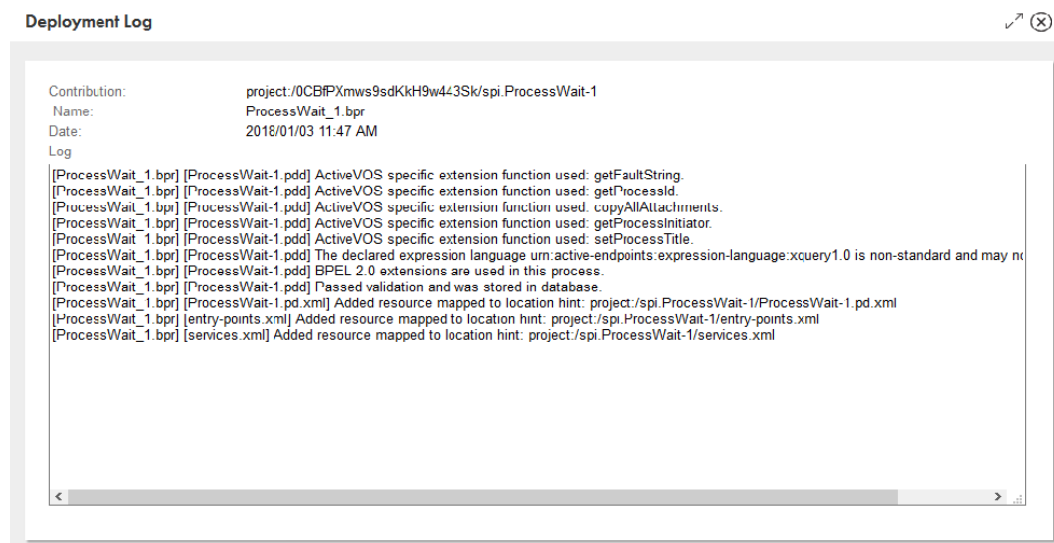 Deployment Log
Contribution: project:/0CBfPXmws9sdKkH9w443Sk/spi.ProcessWait-1
Name: ProcessWait_1.bpr
Date: 2018/01/03 11:47 AM
Log
[ProcessWait_1.bpr] [ProcessWait-1.pdd] ActiveVOS specific extension function used: getFaultString.
[ProcessWait_1.bpr] [ProcessWait-1.pdd] ActiveVOS specific extension function used: getProcessId.
[ProcessWait_1.bpr] [ProcessWait-1.pdd] ActiveVOS specific extension function used: copyAllAttachments.
[ProcessWait_1.bpr] [ProcessWait-1.pdd] ActiveVOS specific extension function used: getProcessInitiator.
[ProcessWait_1.bpr] [ProcessWait-1.pdd] ActiveVOS specific extension function used: setProcessTitle.
[ProcessWait_1.bpr] [ProcessWait-1.pdd] The declared expression language urn:active-endpoints:expression-language:xquery1.0 is non-standard and may
[ProcessWait_1.bpr] [ProcessWait-1.pdd] BPEL 2.0 extensions are used in this process.
[ProcessWait_1.bpr] [ProcessWait-1.pdd] Passed validation and was stored in database.
[ProcessWait_1.bpr] [ProcessWait-1.pd.xml] Added resource mapped to location hint: project:/spi.ProcessWait-1/ProcessWait-1.pd.xml
[ProcessWait_1.bpr] [entry-points.xml] Added resource mapped to location hint: project:/spi.ProcessWait-1/entry-points.xml
[ProcessWait_1.bpr] [services.xml] Added resource mapped to location hint: project:/spi.ProcessWait-1/services.xml